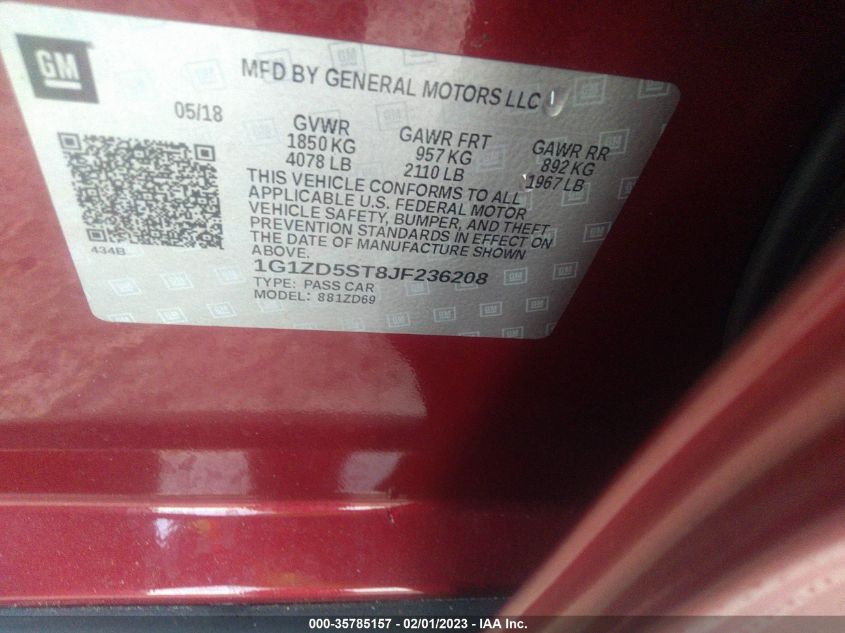 GM
MFD BY GENERAL MOTORS LLC
05/18
GVWR
1850 KG
4078 LB
GAWR FRT
957 KG
2110 LB
GAWR RR
892 KG
1967 LB
THIS VEHICLE CONFORMS TO ALL
APPLICABLE U.S. FEDERAL MOTOR
VEHICLE SAFETY, BUMPER, AND THEFT
PREVENTION STANDARDS IN EFFECT ON
THE DATE OF MANUFACTURE SHOWN
ABOVE.
434B
1G1ZD5ST8JF236208
TYPE: PASS CAR
MODEL: 881ZD69
000-35785157 - 02/01/2023 - IAA Inc.